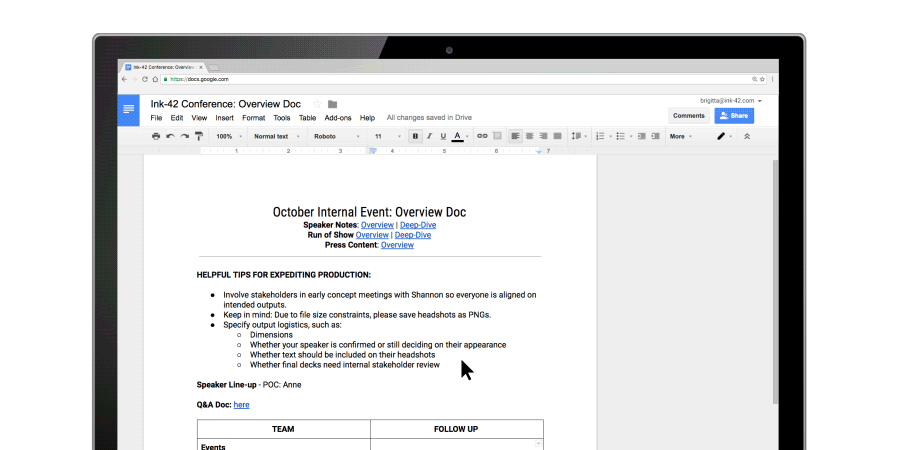 Ink-42 Conference: Overview
https://docs.google.com
Ink-42 Conference: Overview Doc
brigitta@ink-42.com
File Edit View Insert Format Tools Table Add-ons Help All changes saved in Drive
Comments Share
100% Normal text Roboto 11 B I U A More
1 2 3 4 5 6 7
October Internal Event: Overview Doc
Speaker Notes: Overview | Deep-Dive
Run of Show Overview | Deep-Dive
Press Content: Overview
HELPFUL TIPS FOR EXPEDITING PRODUCTION:
● Involve stakeholders in early concept meetings with Shannon so everyone is aligned on
intended outputs.
● Keep in mind: Due to file size constraints, please save headshots as PNGs.
● Specify output logistics, such as:
○ Dimensions
○ Whether your speaker is confirmed or still deciding on their appearance
○ Whether text should be included on their headshots
○ Whether final decks need internal stakeholder review
Speaker Line-up - POC: Anne
Q&A Doc: here
TEAM FOLLOW UP
Events